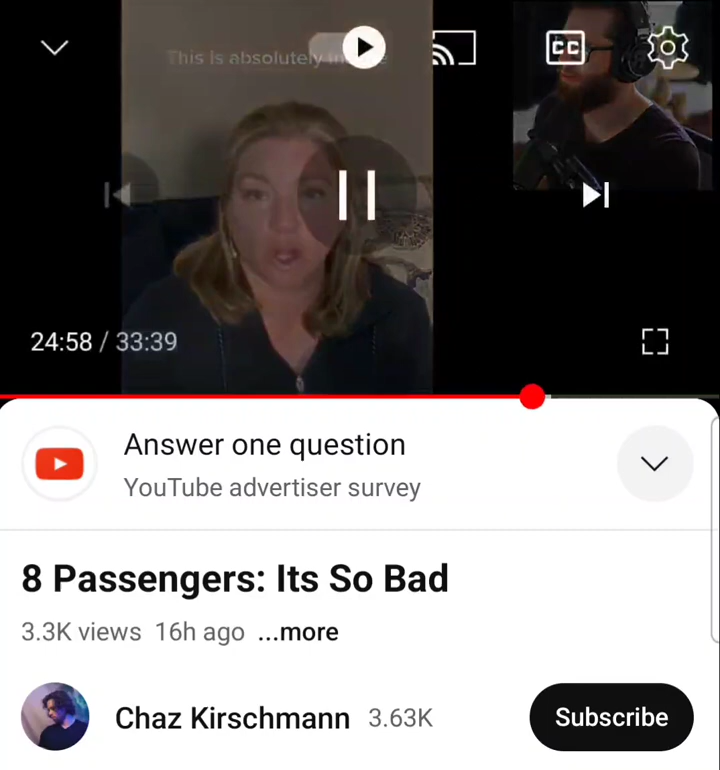 This is absolutely
CC
24:58 / 33:39
Answer one question
YouTube advertiser survey
8 Passengers: Its So Bad
3.3K views 16h ago ...more
Chaz Kirschmann 3.63K
Subscribe